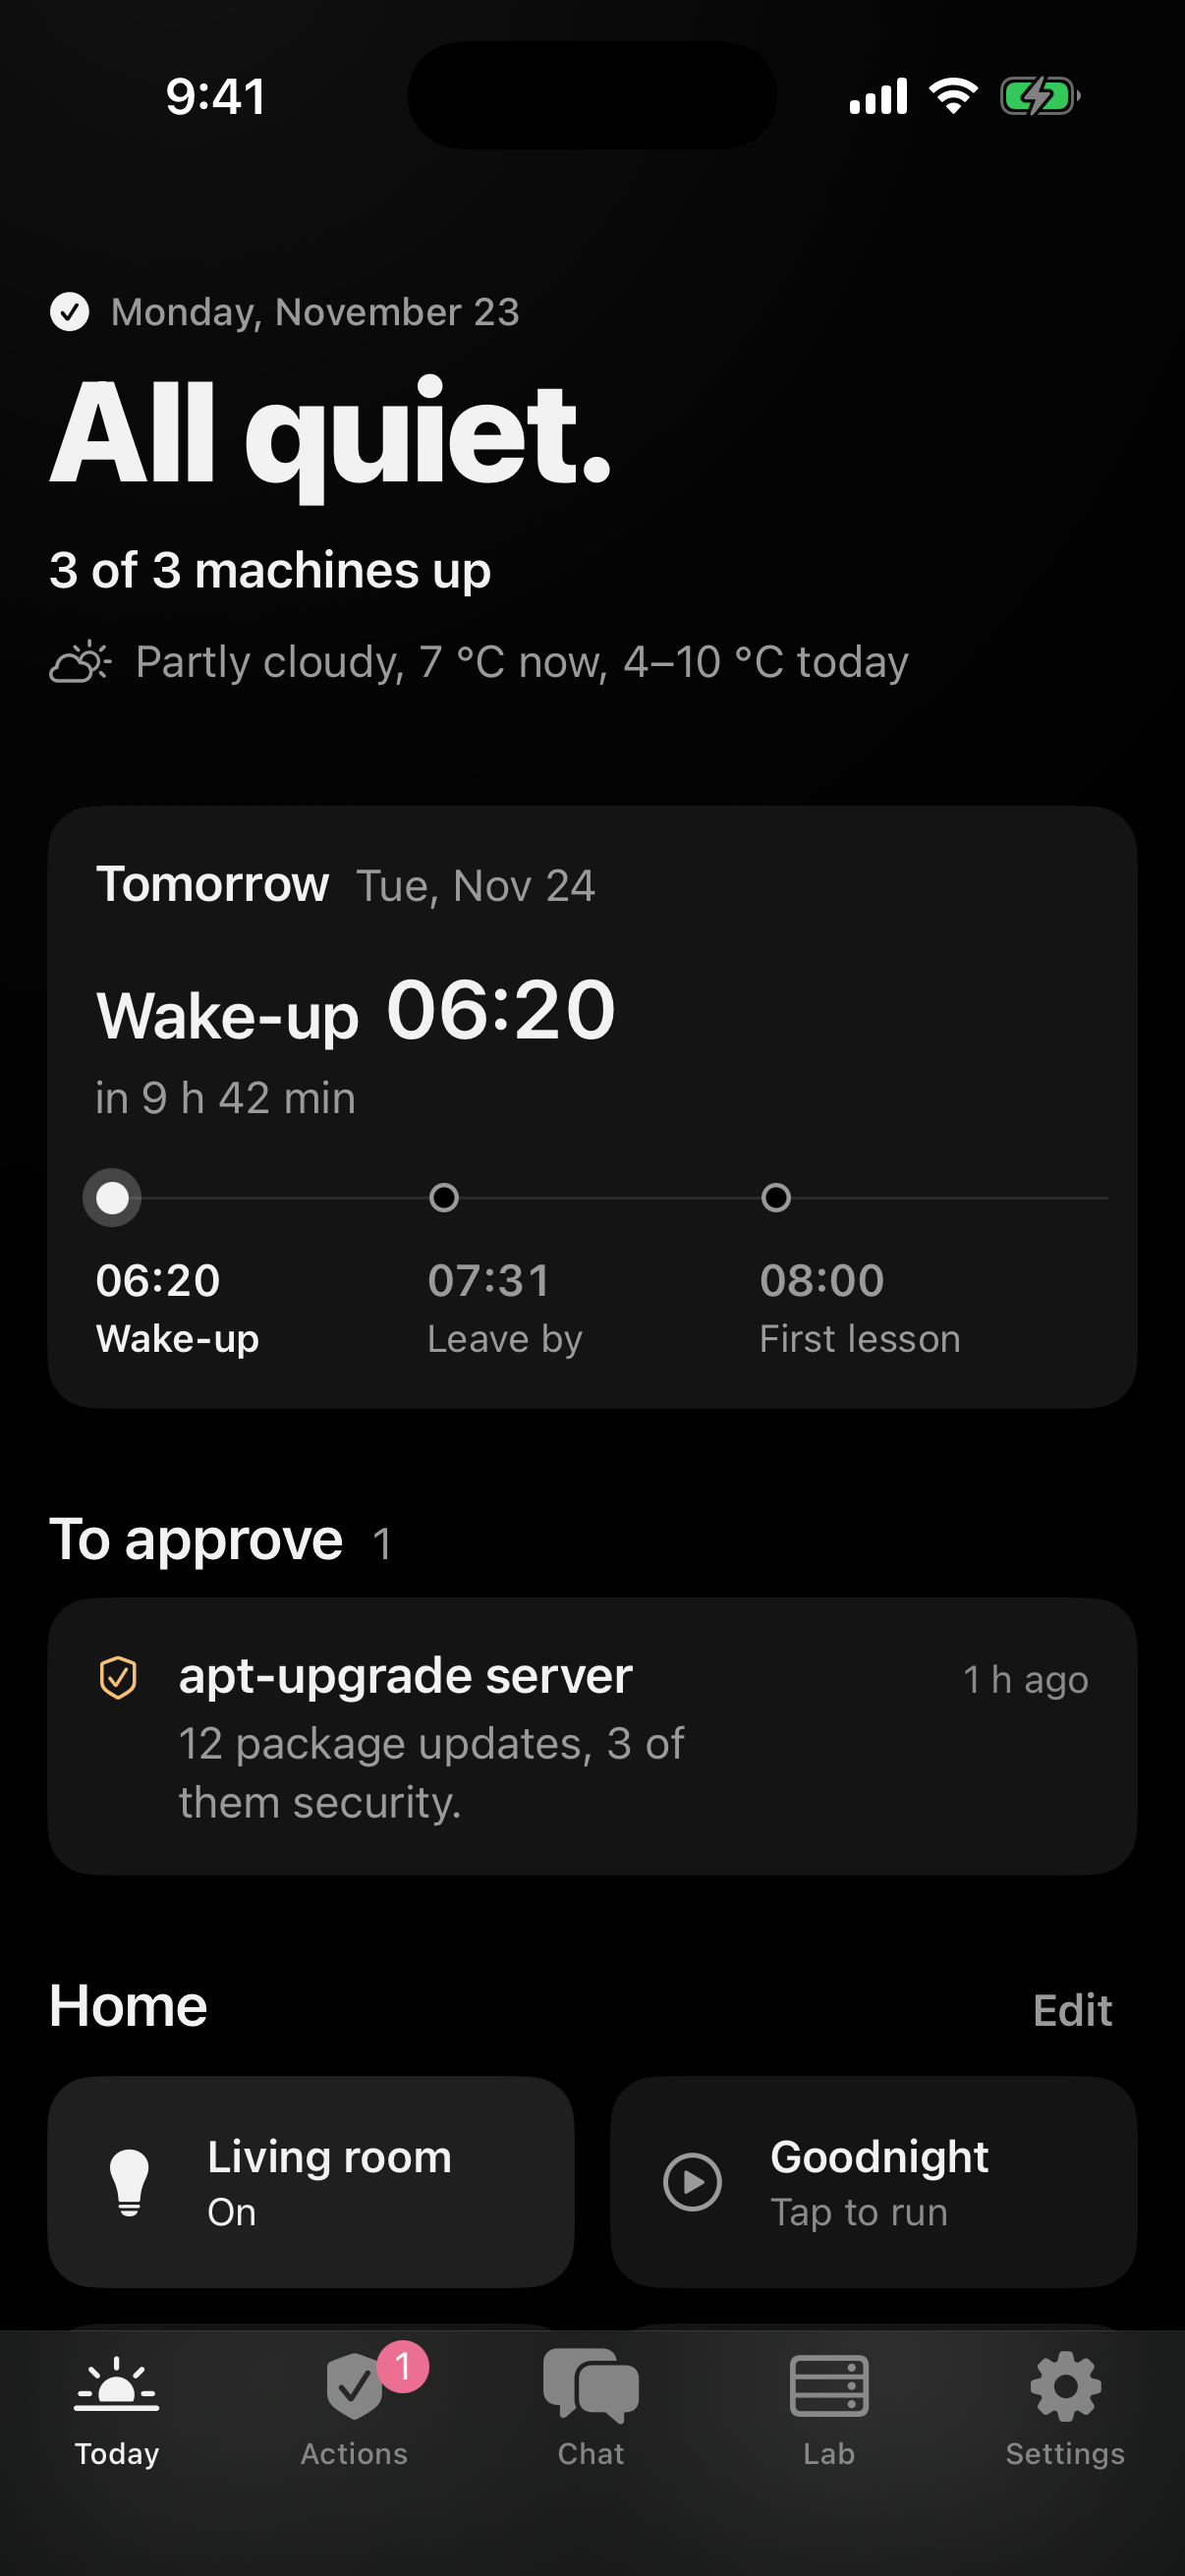 9:41
Monday, November 23
All quiet.
3 of 3 machines up
Partly cloudy, 7 °C now, 4–10 °C today
Tomorrow Tue, Nov 24
Wake-up 06:20
in 9 h 42 min
06:20 07:31 08:00
Wake-up Leave by First lesson
To approve 1
apt-upgrade server 1 h ago
12 package updates, 3 of
them security.
Home Edit
Living room
On
Goodnight
Tap to run
1
Today Actions Chat Lab Settings